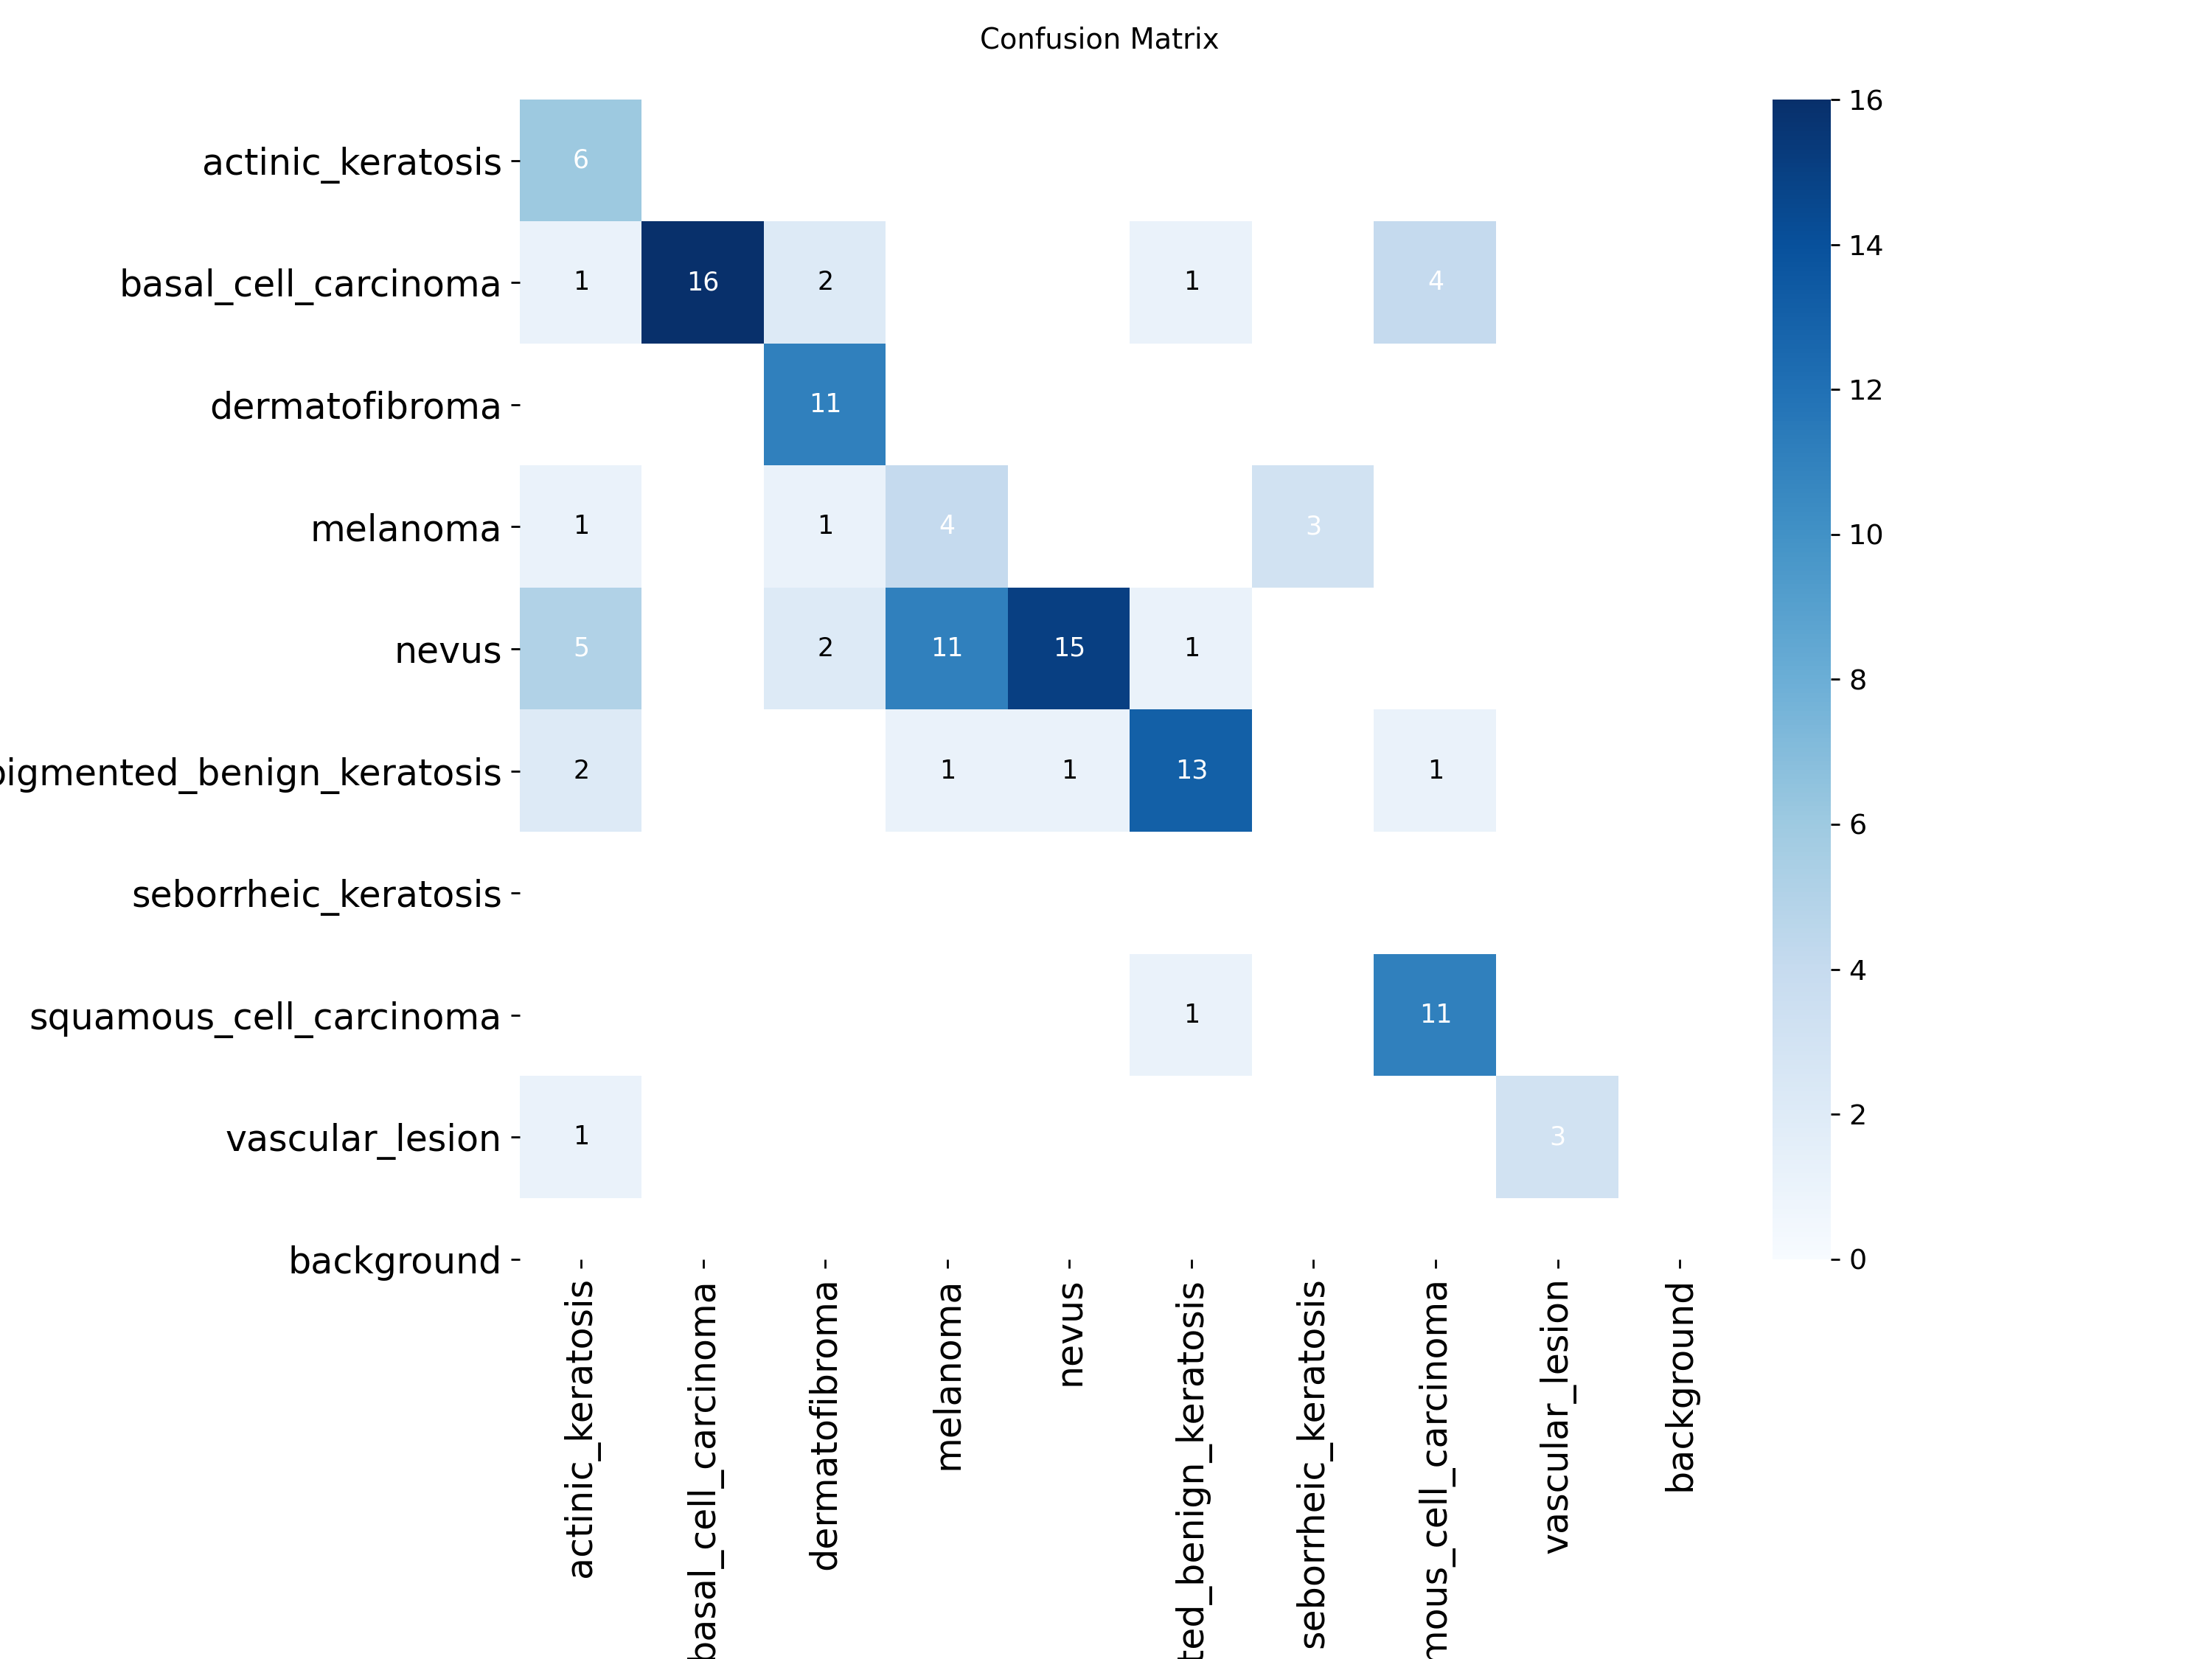 Confusion Matrix
actinic_keratosis 6
basal_cell_carcinoma 1 16 2 1 4
dermatofibroma 11
melanoma 1 1 4 3
nevus 5 2 11 15 1
pigmented_benign_keratosis 2 1 1 13 1
seborrheic_keratosis
squamous_cell_carcinoma 1 11
vascular_lesion 1 3
background
actinic_keratosis
basal_cell_carcinoma
dermatofibroma
melanoma
nevus
ted_benign_keratosis
seborrheic_keratosis
mous_cell_carcinoma
vascular_lesion
background
16
14
12
10
8
6
4
2
0